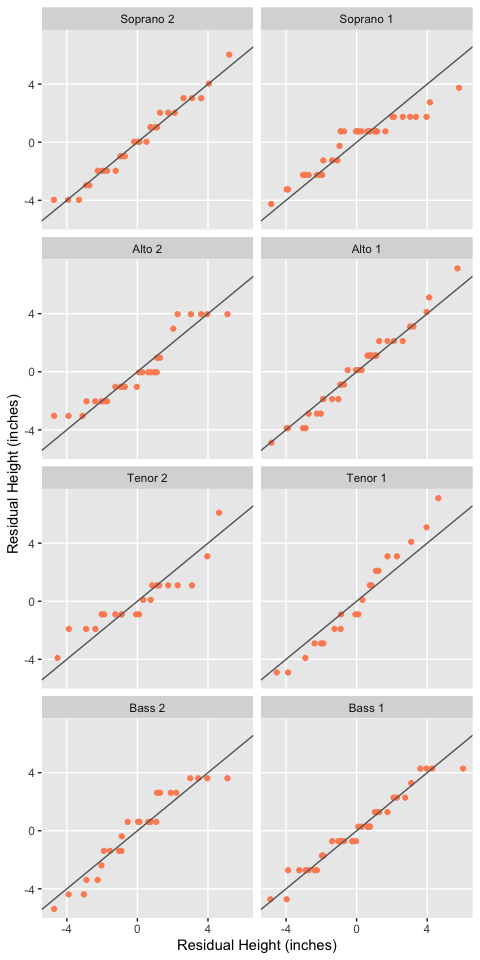 Soprano 2
Soprano 1
4
0
-4
Alto 2
Alto 1
4
0
-4
Tenor 2
Tenor 1
4
0
-4
Bass 2
Bass 1
4
0
-4
-4 0 4
-4 0 4
Residual Height (inches)
Residual Height (inches)